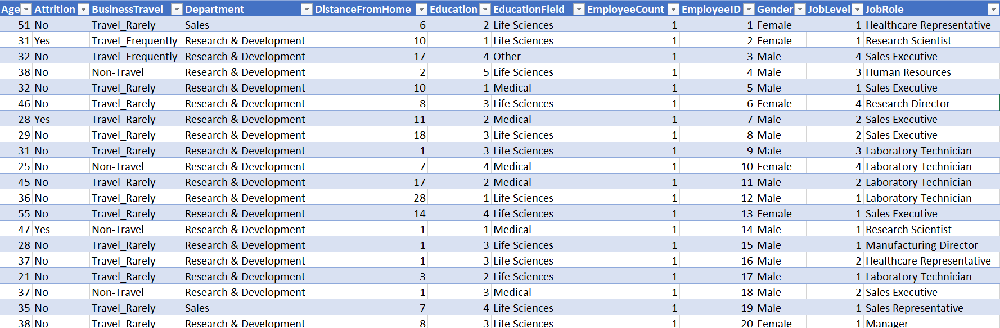 Age Attrition BusinessTravel Department DistanceFromHome Education EducationField EmployeeCount EmployeeID Gender JobLevel JobRole
51 No Travel_Rarely Sales 6 2 Life Sciences 1 1 Female 1 Healthcare Representative
31 Yes Travel_Frequently Research & Development 10 1 Life Sciences 1 2 Female 1 Research Scientist
32 No Travel_Frequently Research & Development 17 4 Other 1 3 Male 4 Sales Executive
38 No Non-Travel Research & Development 2 5 Life Sciences 1 4 Male 3 Human Resources
32 No Travel_Rarely Research & Development 10 1 Medical 1 5 Male 1 Sales Executive
46 No Travel_Rarely Research & Development 8 3 Life Sciences 1 6 Female 4 Research Director
28 Yes Travel_Rarely Research & Development 11 2 Medical 1 7 Male 2 Sales Executive
29 No Travel_Rarely Research & Development 18 3 Life Sciences 1 8 Male 2 Sales Executive
31 No Travel_Rarely Research & Development 1 3 Life Sciences 1 9 Male 3 Laboratory Technician
25 No Non-Travel Research & Development 7 4 Medical 1 10 Female 4 Laboratory Technician
45 No Travel_Rarely Research & Development 17 2 Medical 1 11 Male 2 Laboratory Technician
36 No Travel_Rarely Research & Development 28 1 Life Sciences 1 12 Male 1 Laboratory Technician
55 No Travel_Rarely Research & Development 14 4 Life Sciences 1 13 Female 1 Sales Executive
47 Yes Non-Travel Research & Development 1 1 Medical 1 14 Male 1 Research Scientist
28 No Travel_Rarely Research & Development 1 3 Life Sciences 1 15 Male 1 Manufacturing Director
37 No Travel_Rarely Research & Development 1 3 Life Sciences 1 16 Male 2 Healthcare Representative
21 No Travel_Rarely Research & Development 3 2 Life Sciences 1 17 Male 1 Laboratory Technician
37 No Non-Travel Research & Development 1 3 Medical 1 18 Male 2 Sales Executive
35 No Travel_Rarely Sales 7 4 Life Sciences 1 19 Male 1 Sales Representative
38 No Travel_Rarely Research & Development 8 3 Life Sciences 1 20 Female 1 Manager